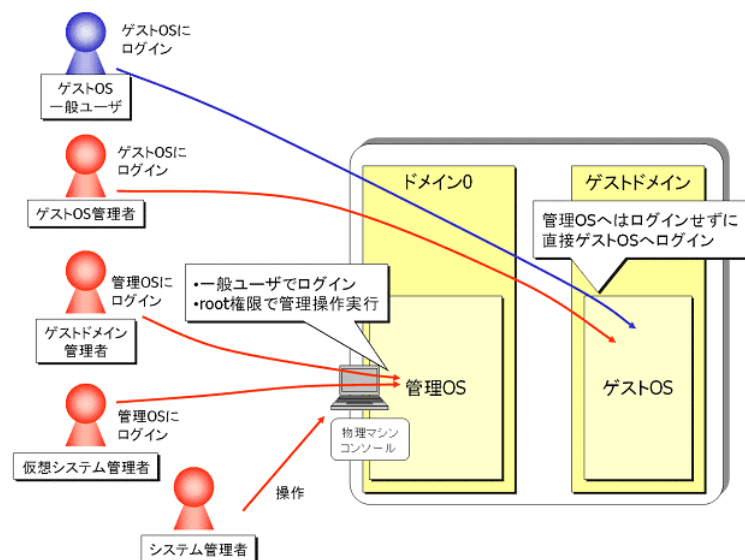 ゲストOSに
ログイン
ゲストOS
一般ユーザ
ゲストOSに
ログイン
ゲストOS管理者
管理OSに
ログイン
ゲストドメイン
管理者
管理OSに
ログイン
仮想システム管理者
操作
システム管理者
ドメイン0
ゲストドメイン
管理OSへはログインせずに
直接ゲストOSへログイン
•一般ユーザでログイン
•root権限で管理操作実行
管理OS
ゲストOS
物理マシン
コンソール